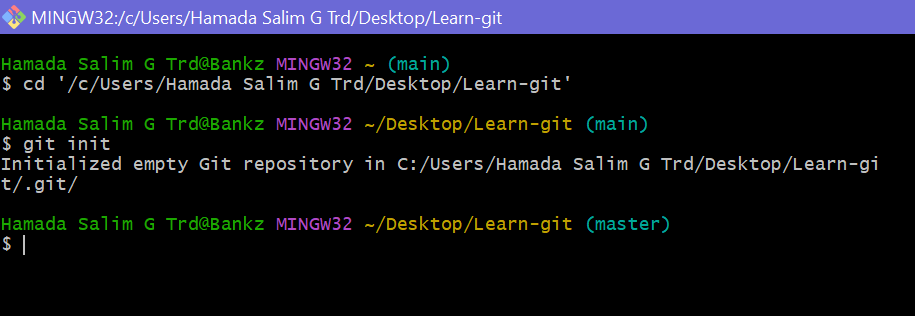 MINGW32:/c/Users/Hamada Salim G Trd/Desktop/Learn-git
Hamada Salim G Trd@Bankz MINGW32 ~ (main)
$ cd '/c/Users/Hamada Salim G Trd/Desktop/Learn-git'
Hamada Salim G Trd@Bankz MINGW32 ~/Desktop/Learn-git (main)
$ git init
Initialized empty Git repository in C:/Users/Hamada Salim G Trd/Desktop/Learn-gi
t/.git/
Hamada Salim G Trd@Bankz MINGW32 ~/Desktop/Learn-git (master)
$